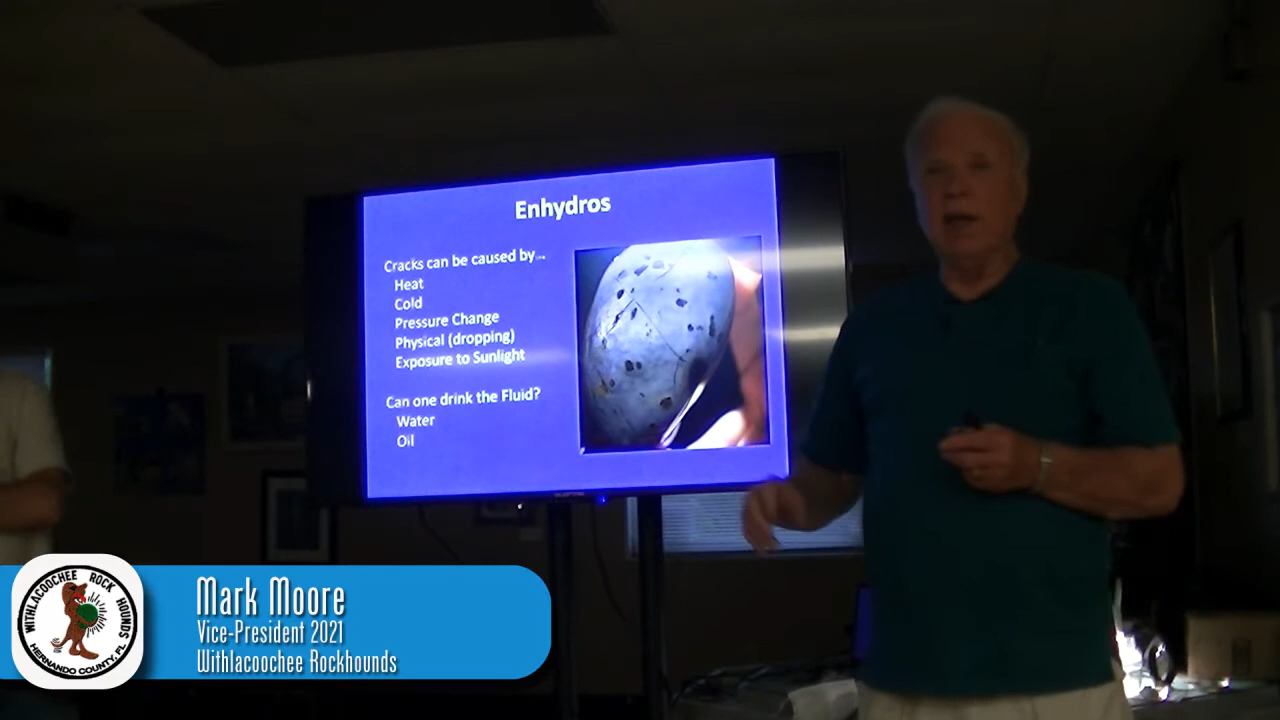 Enhydros
Cracks can be caused by...
Heat
Cold
Pressure Change
Physical (dropping)
Exposure to Sunlight
Can one drink the Fluid?
Water
Oil
WITHLACOOCHEE ROCK HOUNDS
HERNANDO COUNTY, FL
Mark Moore
Vice-President 2021
Withlacoochee Rockhounds